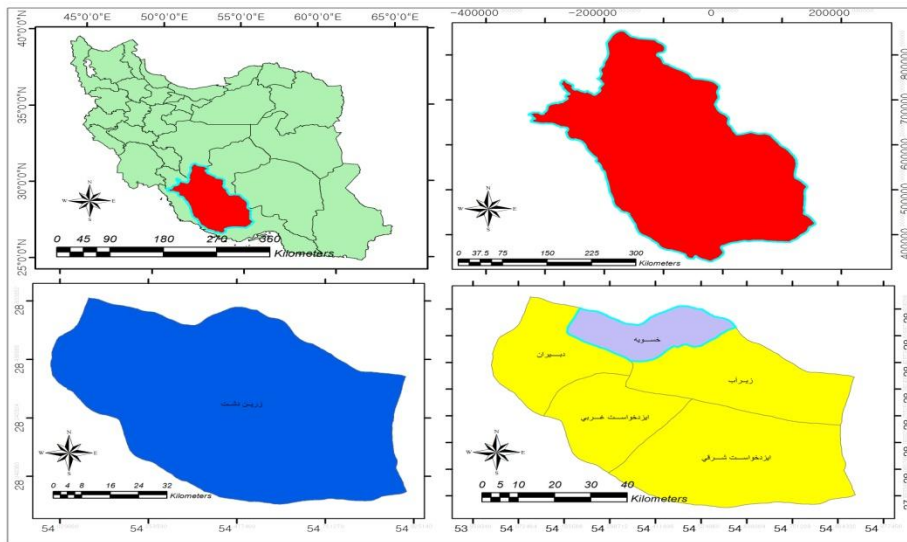 45°0'0"N 50°0'0"N 55°0'0"N 60°0'0"N 65°0'0"N
40°0'0"N
35°0'0"N
30°0'0"N
25°0'0"N
N
W E
S
0 45 90 180 270 360
Kilometers
-400000 -200000 0 200000
800000
700000
600000
500000
400000
N
W E
S
0 37.5 75 150 225 300
Kilometers
28
28
28
28
زرین دشت
N
W E
S
0 4 8 16 24 32
Kilometers
54 54 54 54 54
خسویه
دبیران
زیرآب
ایزدخواست غربی
ایزدخواست شرقی
N
W E
S
0 5 10 20 30 40
Kilometers
53 54 54 54 54 54 54 54 54 54